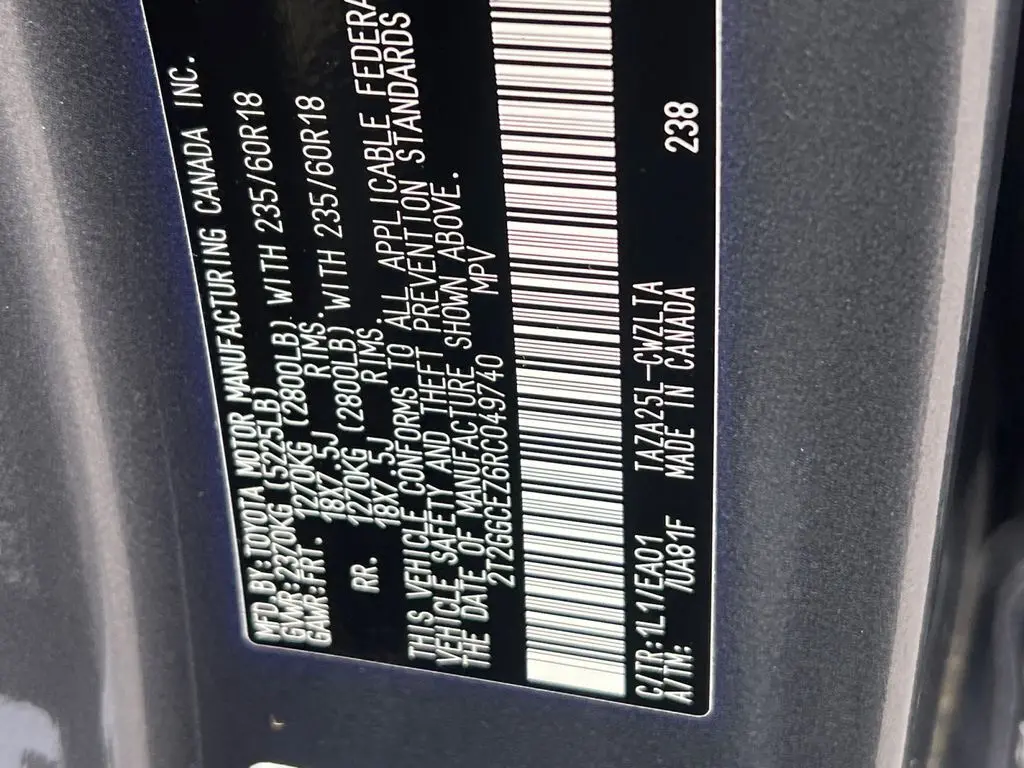 MFD.BY:TOYOTA MOTOR MANUFACTURING CANADA INC.
GVWR:2370KG (5225LB)
GAWR:FRT. 1270KG (2800LB) WITH 235/60R18
18X7.5J RIMS.
RR. 1270KG (2800LB) WITH 235/60R18
18X7.5J RIMS.
THIS VEHICLE CONFORMS TO ALL APPLICABLE FEDERA
VEHICLE SAFETY AND THEFT PREVENTION STANDARDS
THE DATE OF MANUFACTURE SHOWN ABOVE.
2T2GGCEZ6RC049740 MPV
C/TR:1L1/EA01 TAZA25L-CWZLTA 238
A/TM: /UA81F MADE IN CANADA